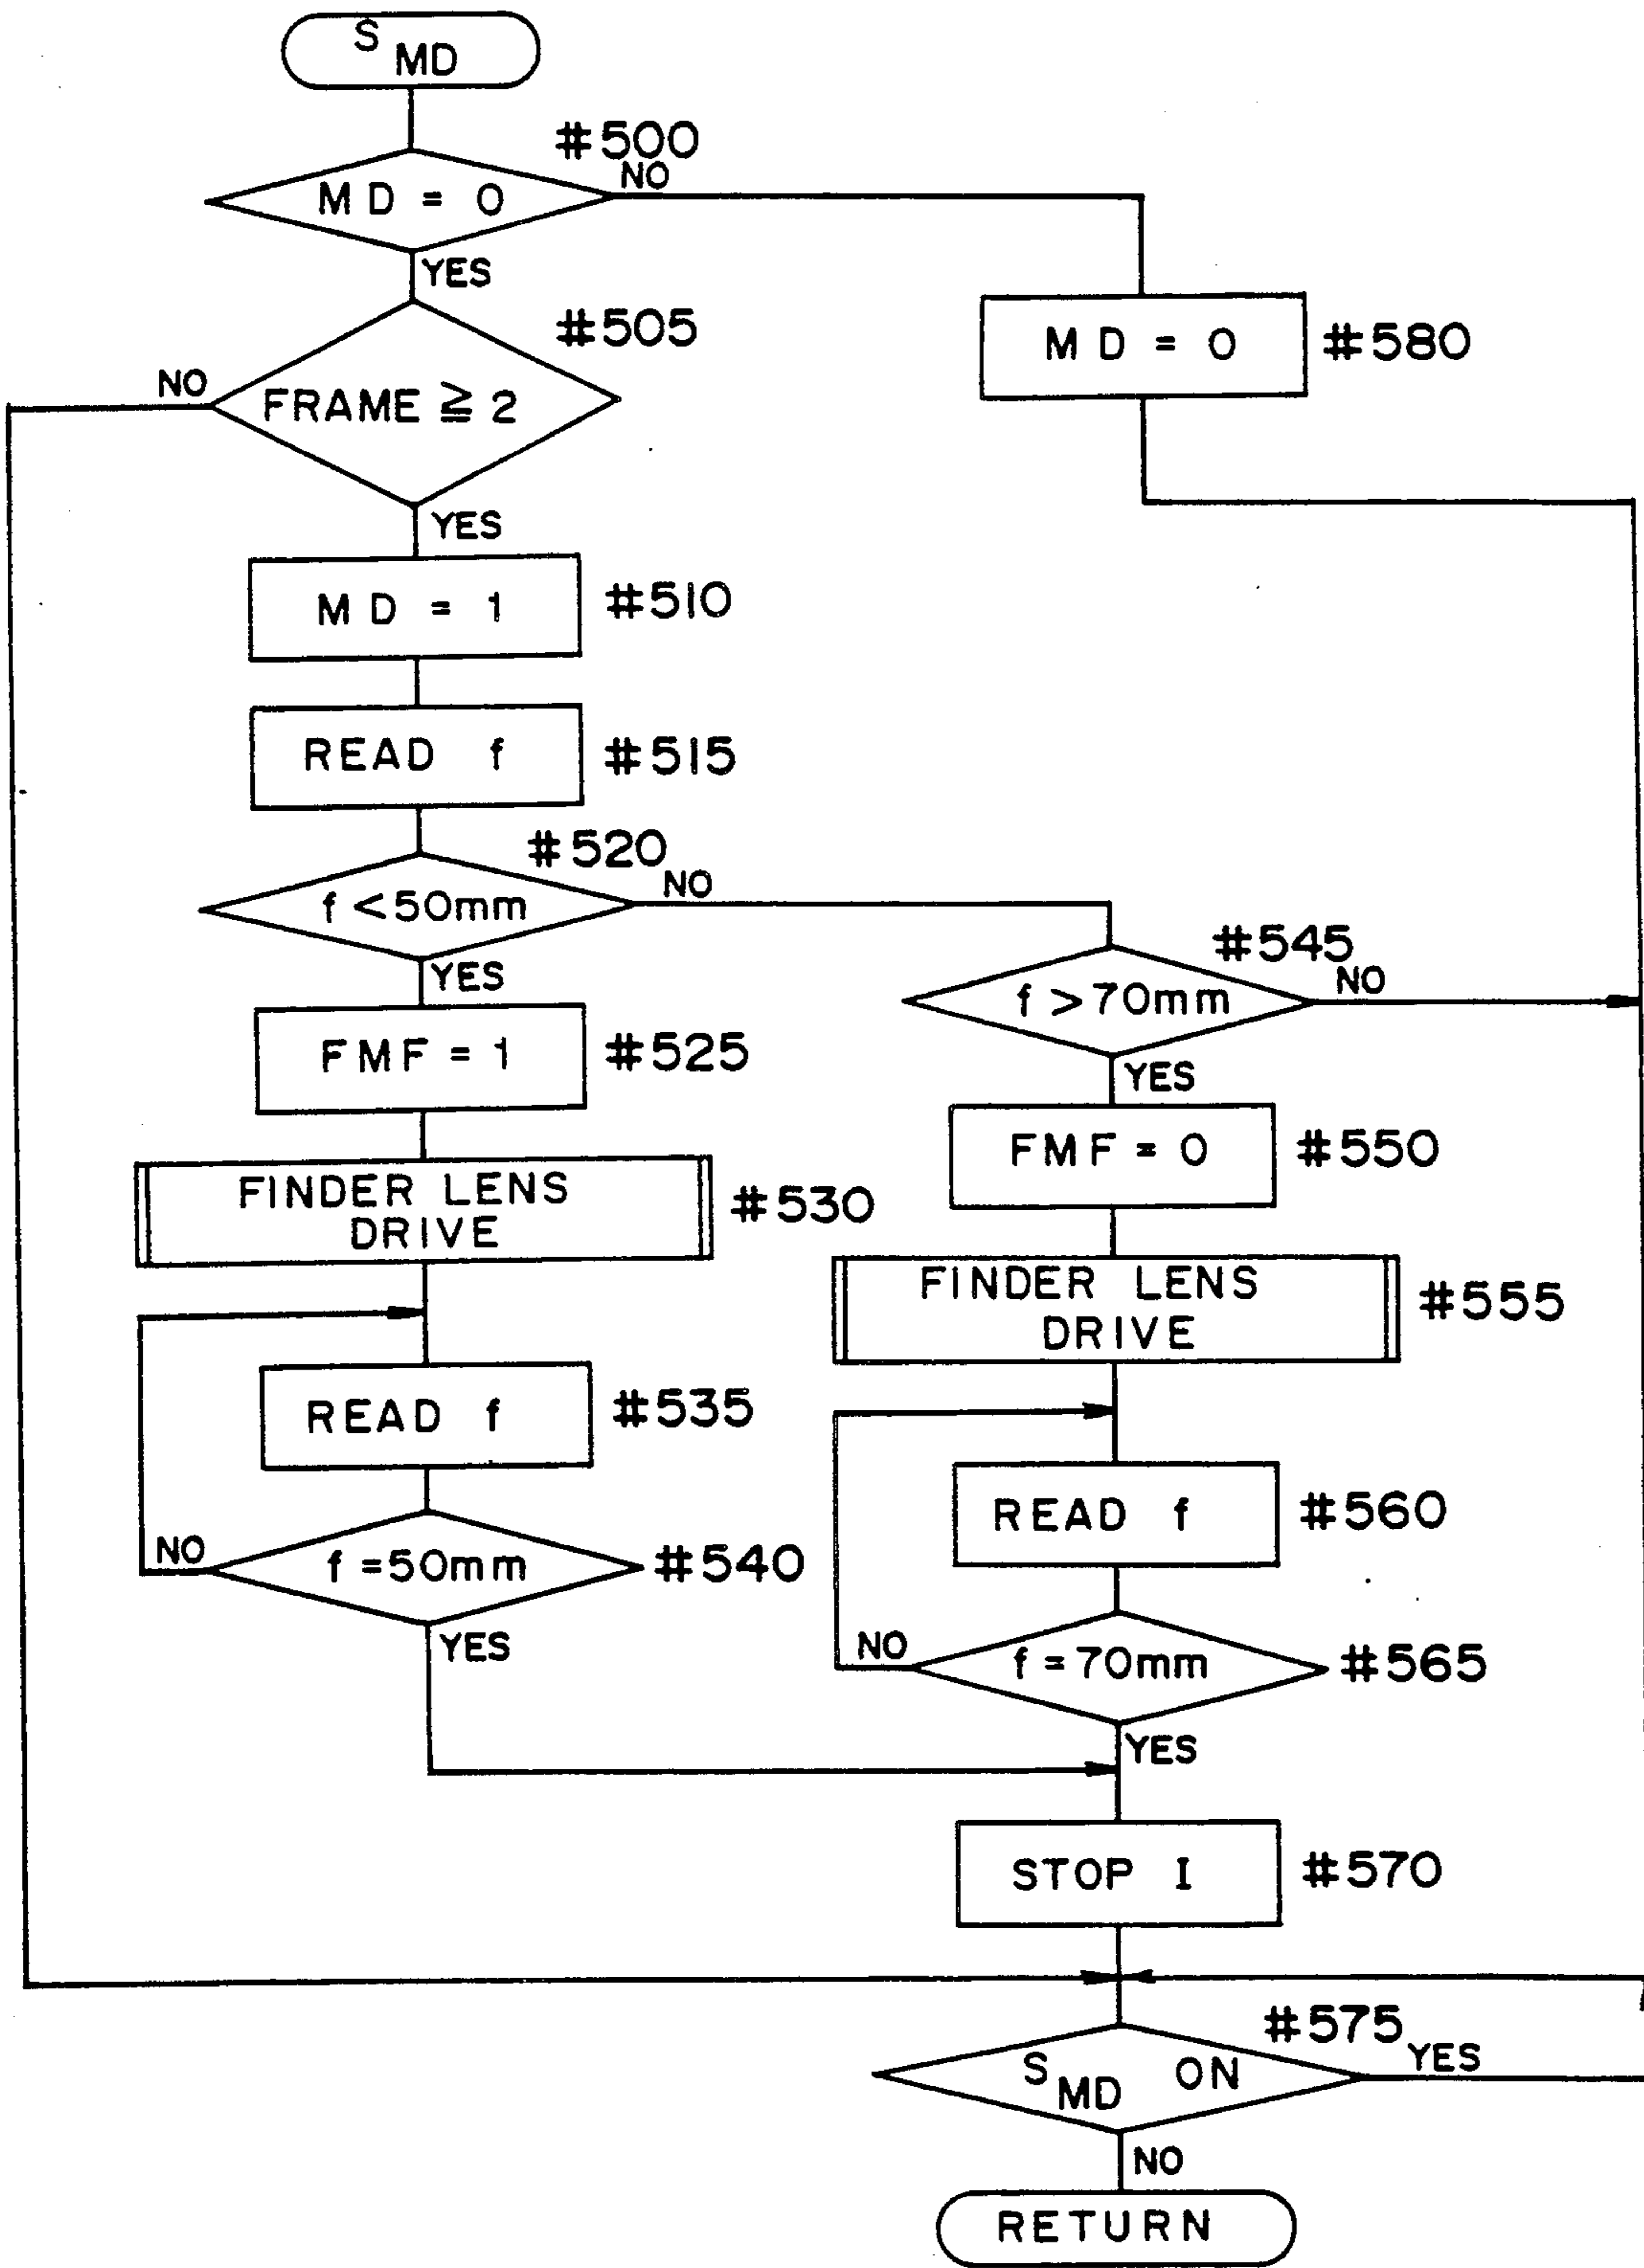 S MD
#500
MD = 0
NO
YES
#505
MD = 0
#580
NO
FRAME ≧ 2
YES
MD = 1
#510
READ f
#515
#520
f < 50mm
NO
YES
#545
f > 70mm
NO
YES
FMF = 1
#525
FMF = 0
#550
FINDER LENS
DRIVE
#530
FINDER LENS
DRIVE
#555
READ f
#535
READ f
#560
NO
f = 50mm
#540
YES
NO
f = 70mm
#565
YES
STOP I
#570
#575
S MD ON
YES
NO
RETURN